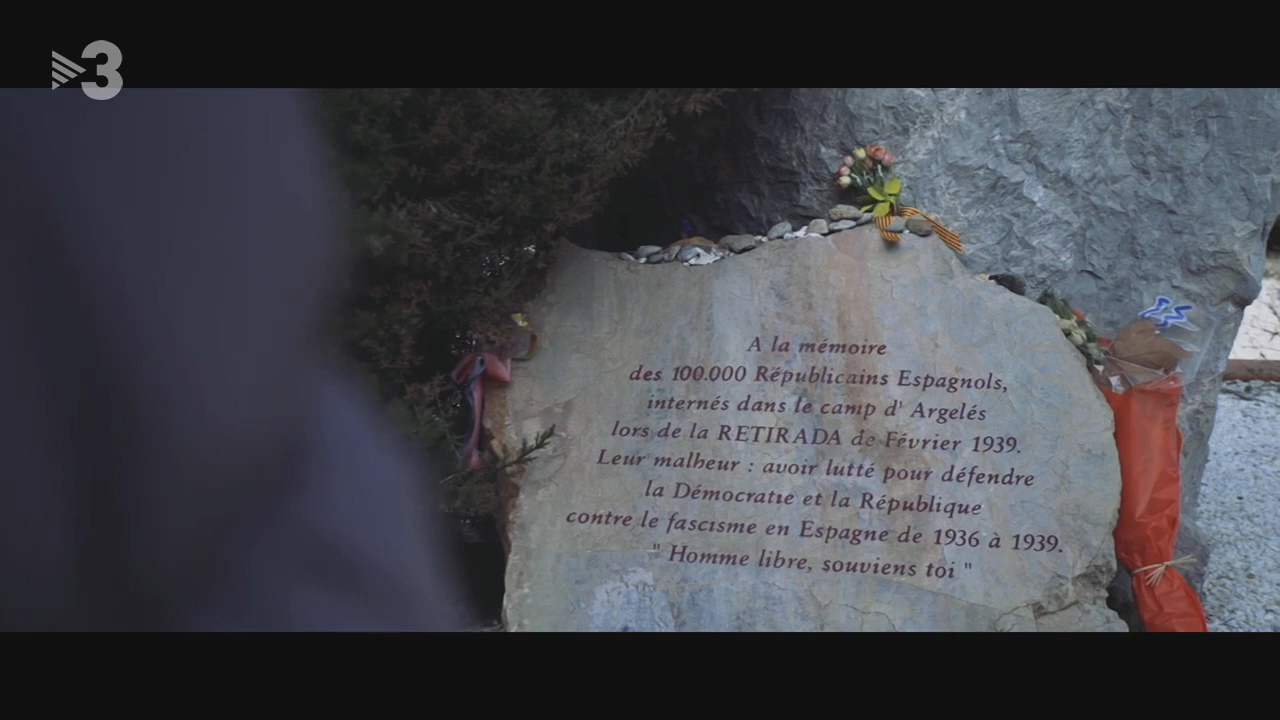 3
A la mémoire
des 100.000 Républicains Espagnols,
internés dans le camp d' Argelés
lors de la RETIRADA de Février 1939.
Leur malheur : avoir lutté pour défendre
la Démocratie et la République
contre le fascisme en Espagne de 1936 à 1939.
" Homme libre, souviens toi "